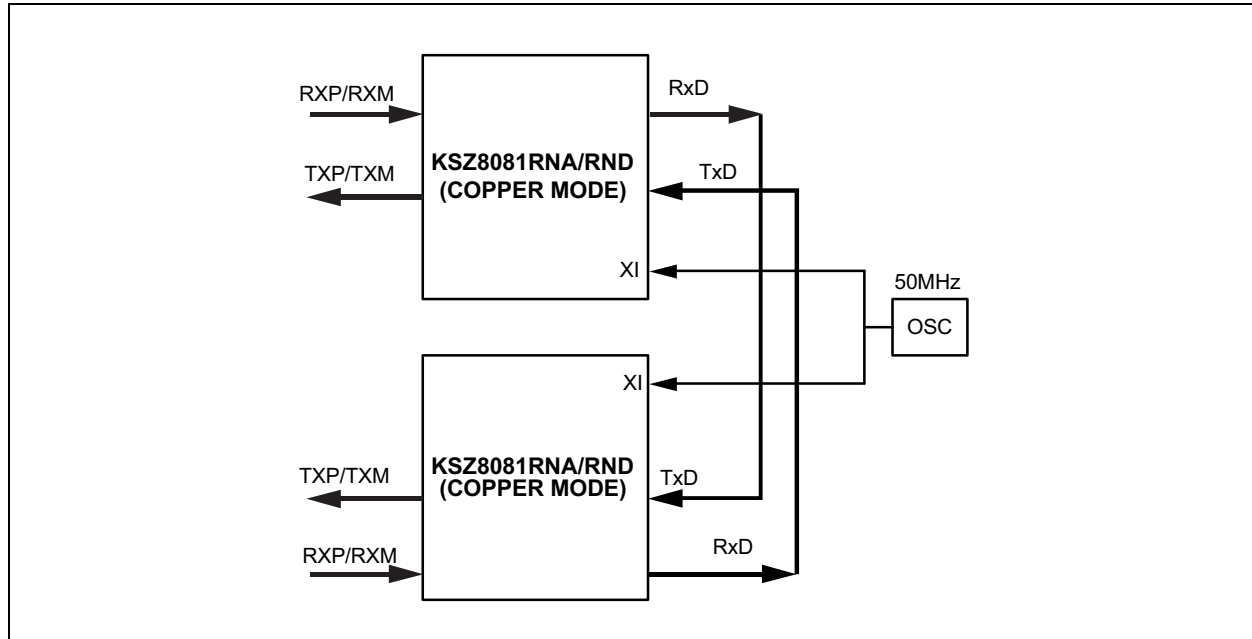 RXP/RXM
RxD
KSZ8081RNA/RND
(COPPER MODE)
TXP/TXM
TxD
XI
50MHz
OSC
XI
KSZ8081RNA/RND
(COPPER MODE)
TXP/TXM
TxD
RXP/RXM
RxD